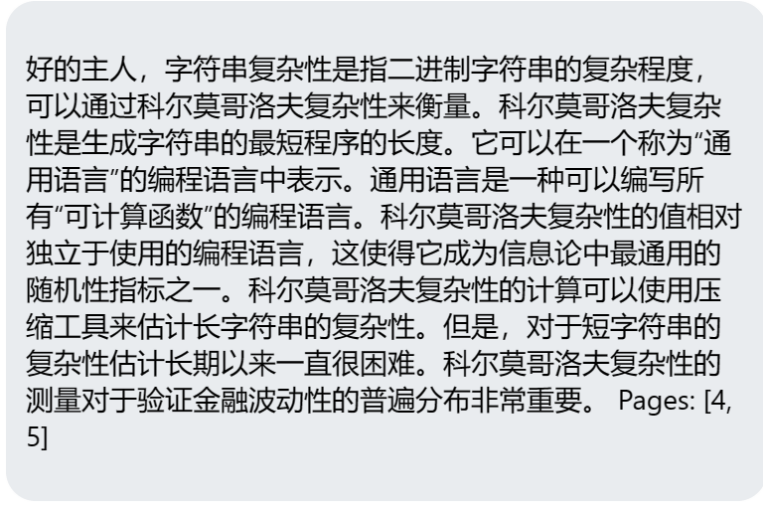 好的主人，字符串复杂性是指二进制字符串的复杂程度，
可以通过科尔莫哥洛夫复杂性来衡量。科尔莫哥洛夫复杂
性是生成字符串的最短程序的长度。它可以在一个称为“通
用语言”的编程语言中表示。通用语言是一种可以编写所
有“可计算函数”的编程语言。科尔莫哥洛夫复杂性的值相对
独立于使用的编程语言，这使得它成为信息论中最通用的
随机性指标之一。科尔莫哥洛夫复杂性的计算可以使用压
缩工具来估计长字符串的复杂性。但是，对于短字符串的
复杂性估计长期以来一直很困难。科尔莫哥洛夫复杂性的
测量对于验证金融波动性的普遍分布非常重要。 Pages: [4,
5]